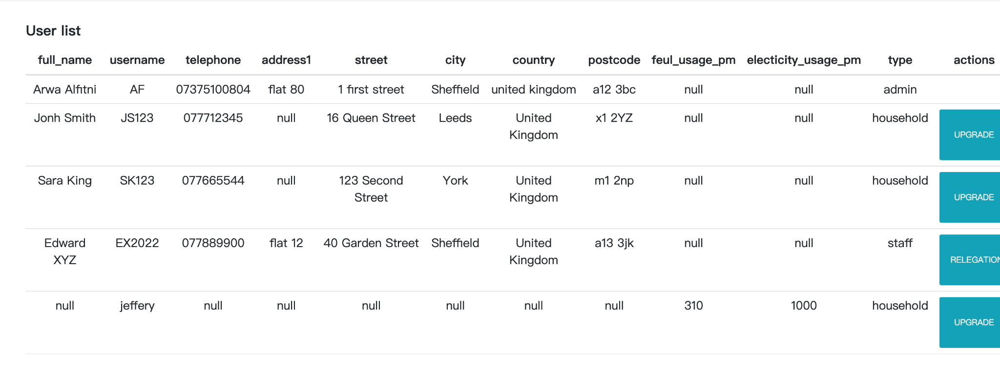 User list
full_name username telephone address1 street city country postcode feul_usage_pm electicity_usage_pm type actions
Arwa Alfitni AF 07375100804 flat 80 1 first street Sheffield united kingdom a12 3bc null null admin
Jonh Smith JS123 077712345 null 16 Queen Street Leeds United Kingdom x1 2YZ null null household UPGRADE
Sara King SK123 077665544 null 123 Second Street York United Kingdom m1 2np null null household UPGRADE
Edward XYZ EX2022 077889900 flat 12 40 Garden Street Sheffield United Kingdom a13 3jk null null staff RELEGATION
null jeffery null null null null null null 310 1000 household UPGRADE